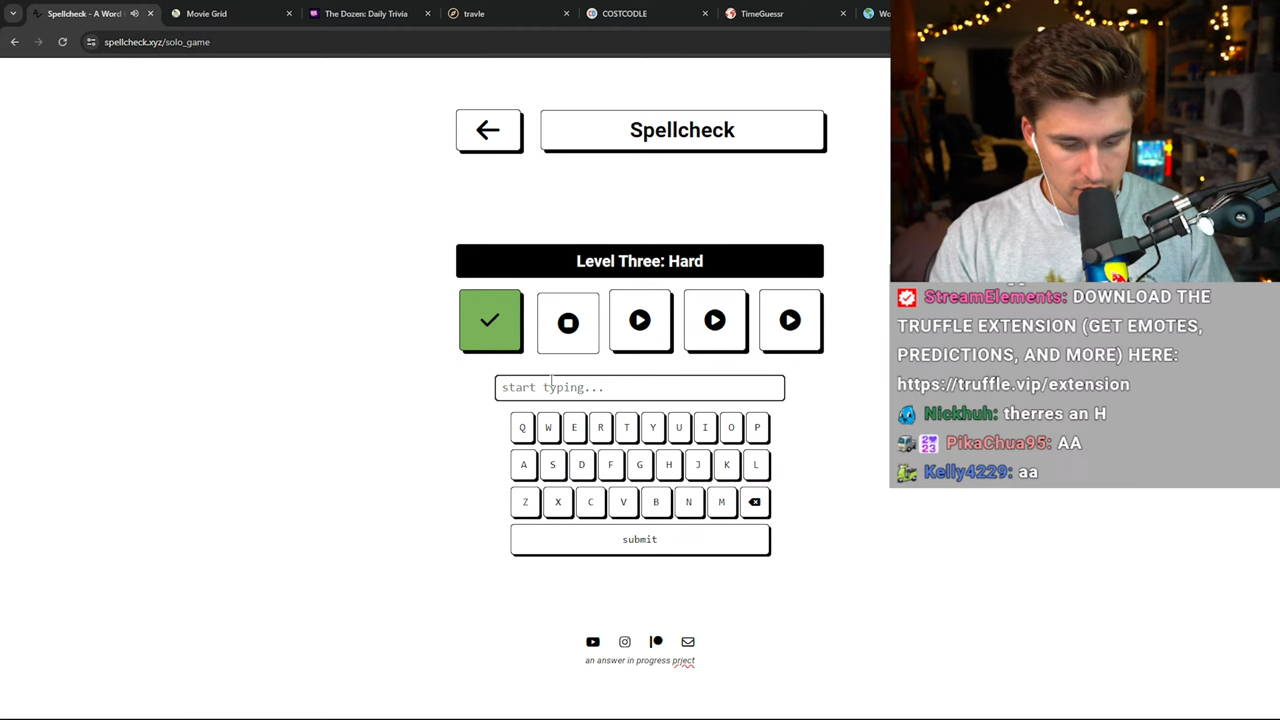 Spellcheck - A Word
Movie Grid
The Dozen: Daily Trivia
travle
COSTCODLE
TimeGuessr
Wo
spellcheck.xyz/solo_game
Spellcheck
Level Three: Hard
start typing...
Q W E R T Y U I O P
A S D F G H J K L
Z X C V B N M
submit
an answer in progress prject
StreamElements: DOWNLOAD THE
TRUFFLE EXTENSION (GET EMOTES,
PREDICTIONS, AND MORE) HERE:
https://truffle.vip/extension
Nickhuh: therres an H
PikaChua95: AA
Kelly4229: aa